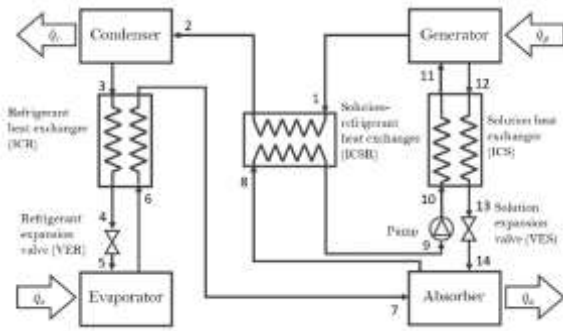 Q̇c
Condenser
2
Generator
Q̇g
3
11
12
Refrigerant
heat exchanger
(ICR)
1
Solution-
refrigerant
heat exchanger
(ICSR)
Solution heat
exchanger
(ICS)
8
6
10
4
Refrigerant
expansion
valve (VER)
Pump
13
Solution
expansion
valve (VES)
9
5
14
Q̇e
Evaporator
7
Absorber
Q̇a